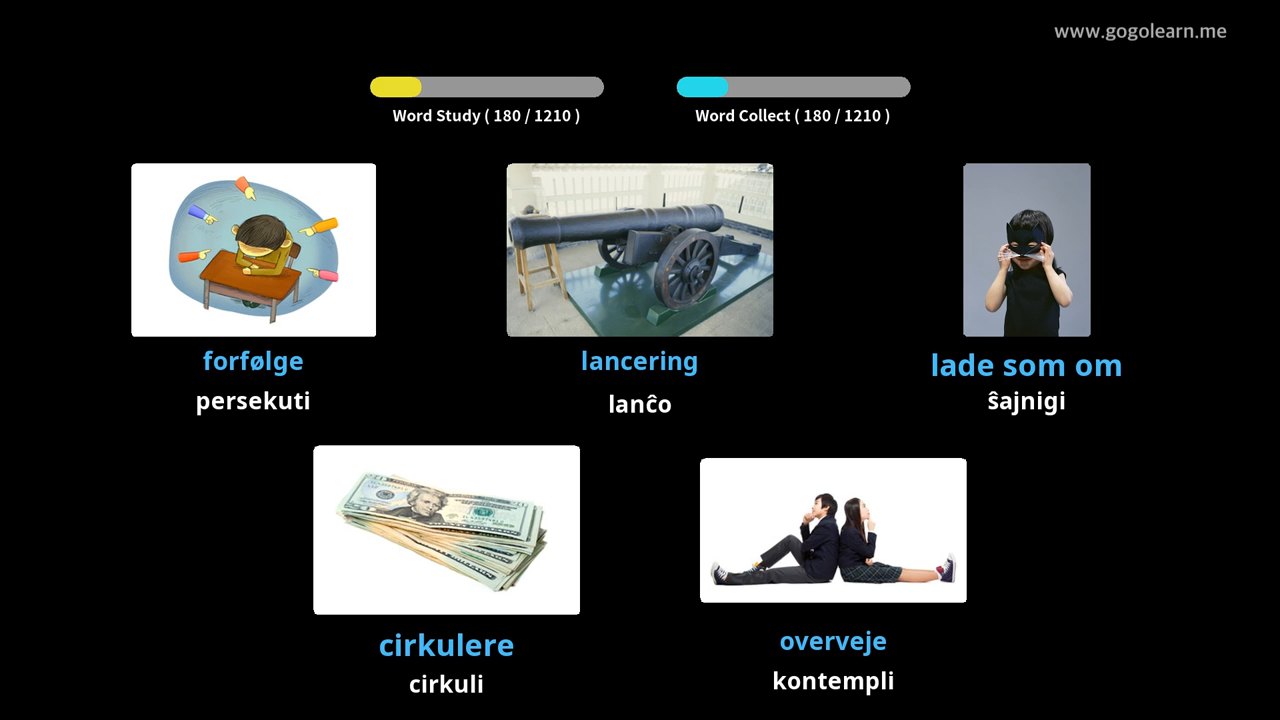 www.gogolearn.me
Word Study ( 180 / 1210 )
Word Collect ( 180 / 1210 )
forfølge
persekuti
lancering
lanĉo
lade som om
ŝajnigi
cirkulere
cirkuli
overveje
kontempli